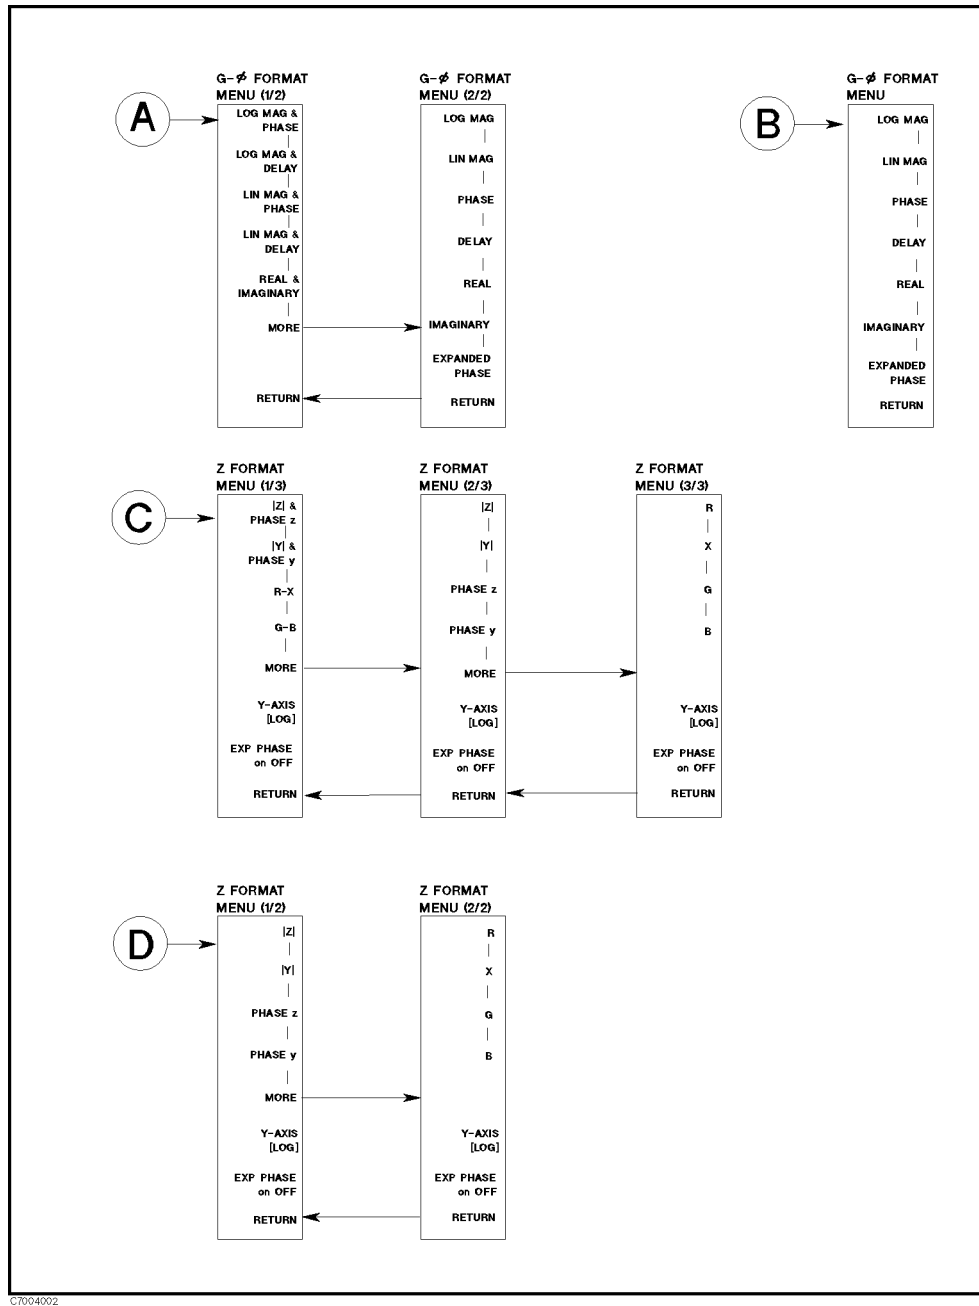 G-Ø FORMAT
MENU (1/2)
A
LOG MAG &
PHASE
LOG MAG &
DELAY
LIN MAG &
PHASE
LIN MAG &
DELAY
REAL &
IMAGINARY
MORE
RETURN
G-Ø FORMAT
MENU (2/2)
LOG MAG
LIN MAG
PHASE
DELAY
REAL
IMAGINARY
EXPANDED
PHASE
RETURN
G-Ø FORMAT
MENU
B
LOG MAG
LIN MAG
PHASE
DELAY
REAL
IMAGINARY
EXPANDED
PHASE
RETURN
Z FORMAT
MENU (1/3)
C
|Z| &
PHASE z
|Y| &
PHASE y
R-X
G-B
MORE
Y-AXIS
[LOG]
EXP PHASE
on OFF
RETURN
Z FORMAT
MENU (2/3)
|Z|
|Y|
PHASE z
PHASE y
MORE
Y-AXIS
[LOG]
EXP PHASE
on OFF
RETURN
Z FORMAT
MENU (3/3)
R
X
G
B
Y-AXIS
[LOG]
EXP PHASE
on OFF
RETURN
Z FORMAT
MENU (1/2)
D
|Z|
|Y|
PHASE z
PHASE y
MORE
Y-AXIS
[LOG]
EXP PHASE
on OFF
RETURN
Z FORMAT
MENU (2/2)
R
X
G
B
Y-AXIS
[LOG]
EXP PHASE
on OFF
RETURN
C7004002